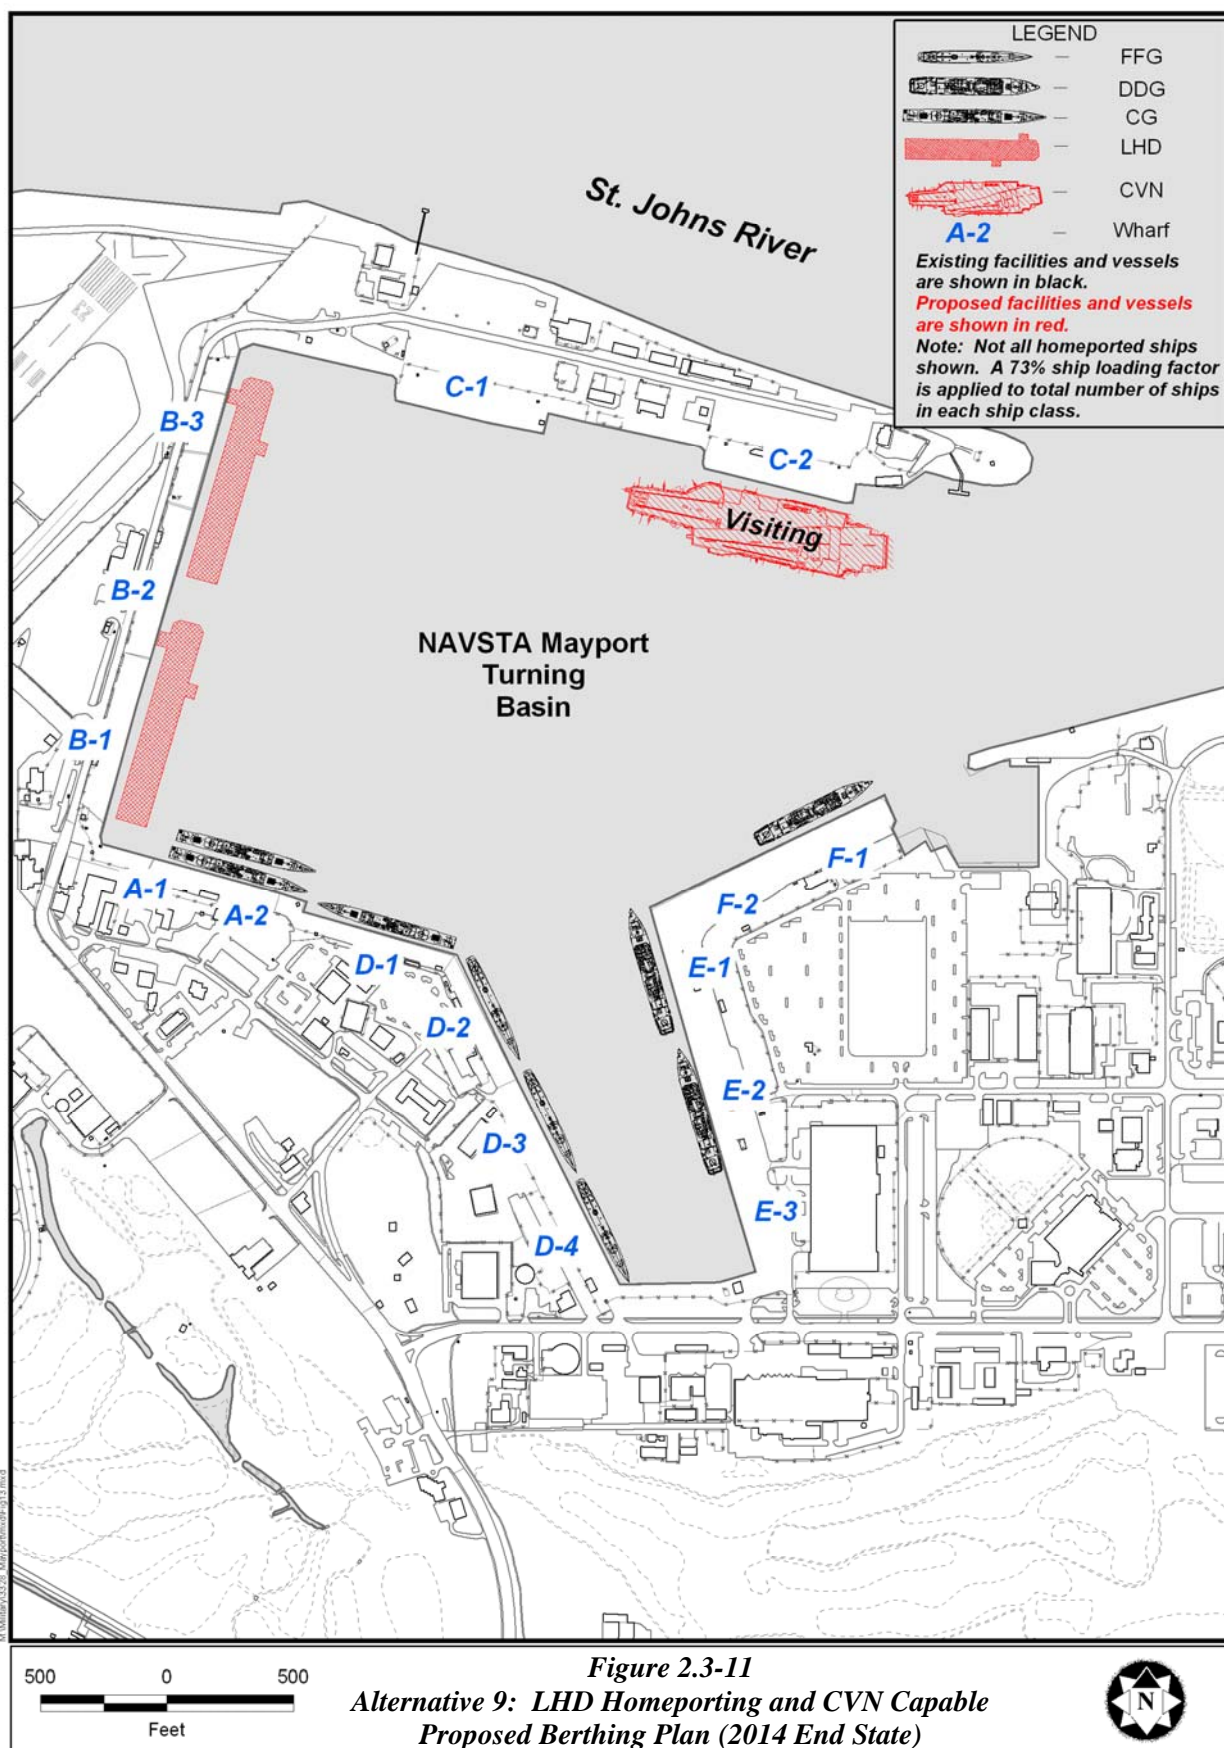 LEGEND
FFG
DDG
CG
LHD
CVN
A-2 Wharf
Existing facilities and vessels
are shown in black.
Proposed facilities and vessels
are shown in red.
Note: Not all homeported ships
shown. A 73% ship loading factor
is applied to total number of ships
in each ship class.
St. Johns River
C-1
B-3
C-2
Visiting
B-2
NAVSTA Mayport
Turning
Basin
B-1
A-1
A-2
D-1
D-2
D-3
D-4
F-1
F-2
E-1
E-2
E-3
500 0 500
Feet
Figure 2.3-11
Alternative 9: LHD Homeporting and CVN Capable
Proposed Berthing Plan (2014 End State)
N